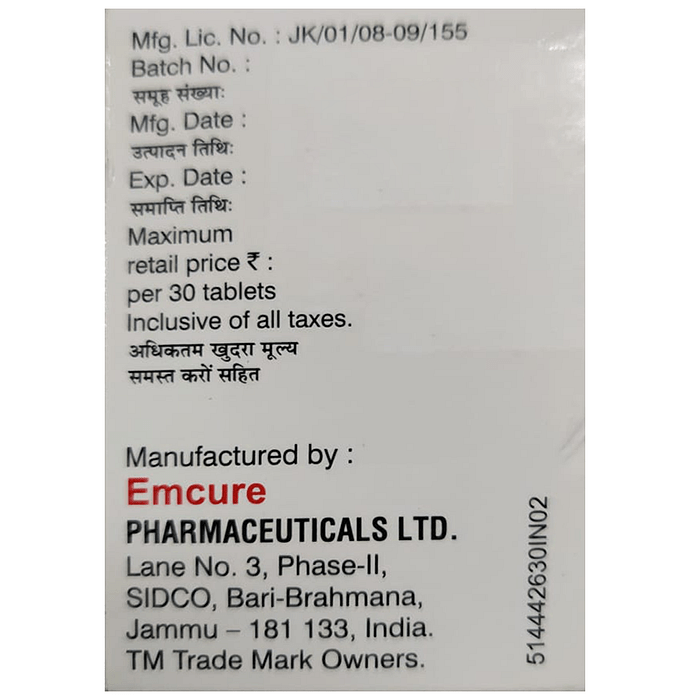 Mfg. Lic. No. : JK/01/08-09/155
Batch No. :
समूह संख्याः
Mfg. Date :
उत्पादन तिथिः
Exp. Date :
समाप्ति तिथिः
Maximum
retail price ₹ :
per 30 tablets
Inclusive of all taxes.
अधिकतम खुदरा मूल्य
समस्त करों सहित
Manufactured by :
Emcure
PHARMACEUTICALS LTD.
Lane No. 3, Phase-II,
SIDCO, Bari-Brahmana,
Jammu – 181 133, India.
TM Trade Mark Owners.
514442630IN02